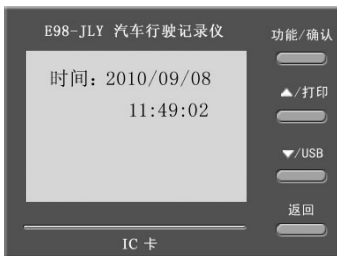 E98-JLY 汽车行驶记录仪
功能/确认
时间：2010/09/08
▲/打印
11:49:02
▼/USB
返回
IC 卡